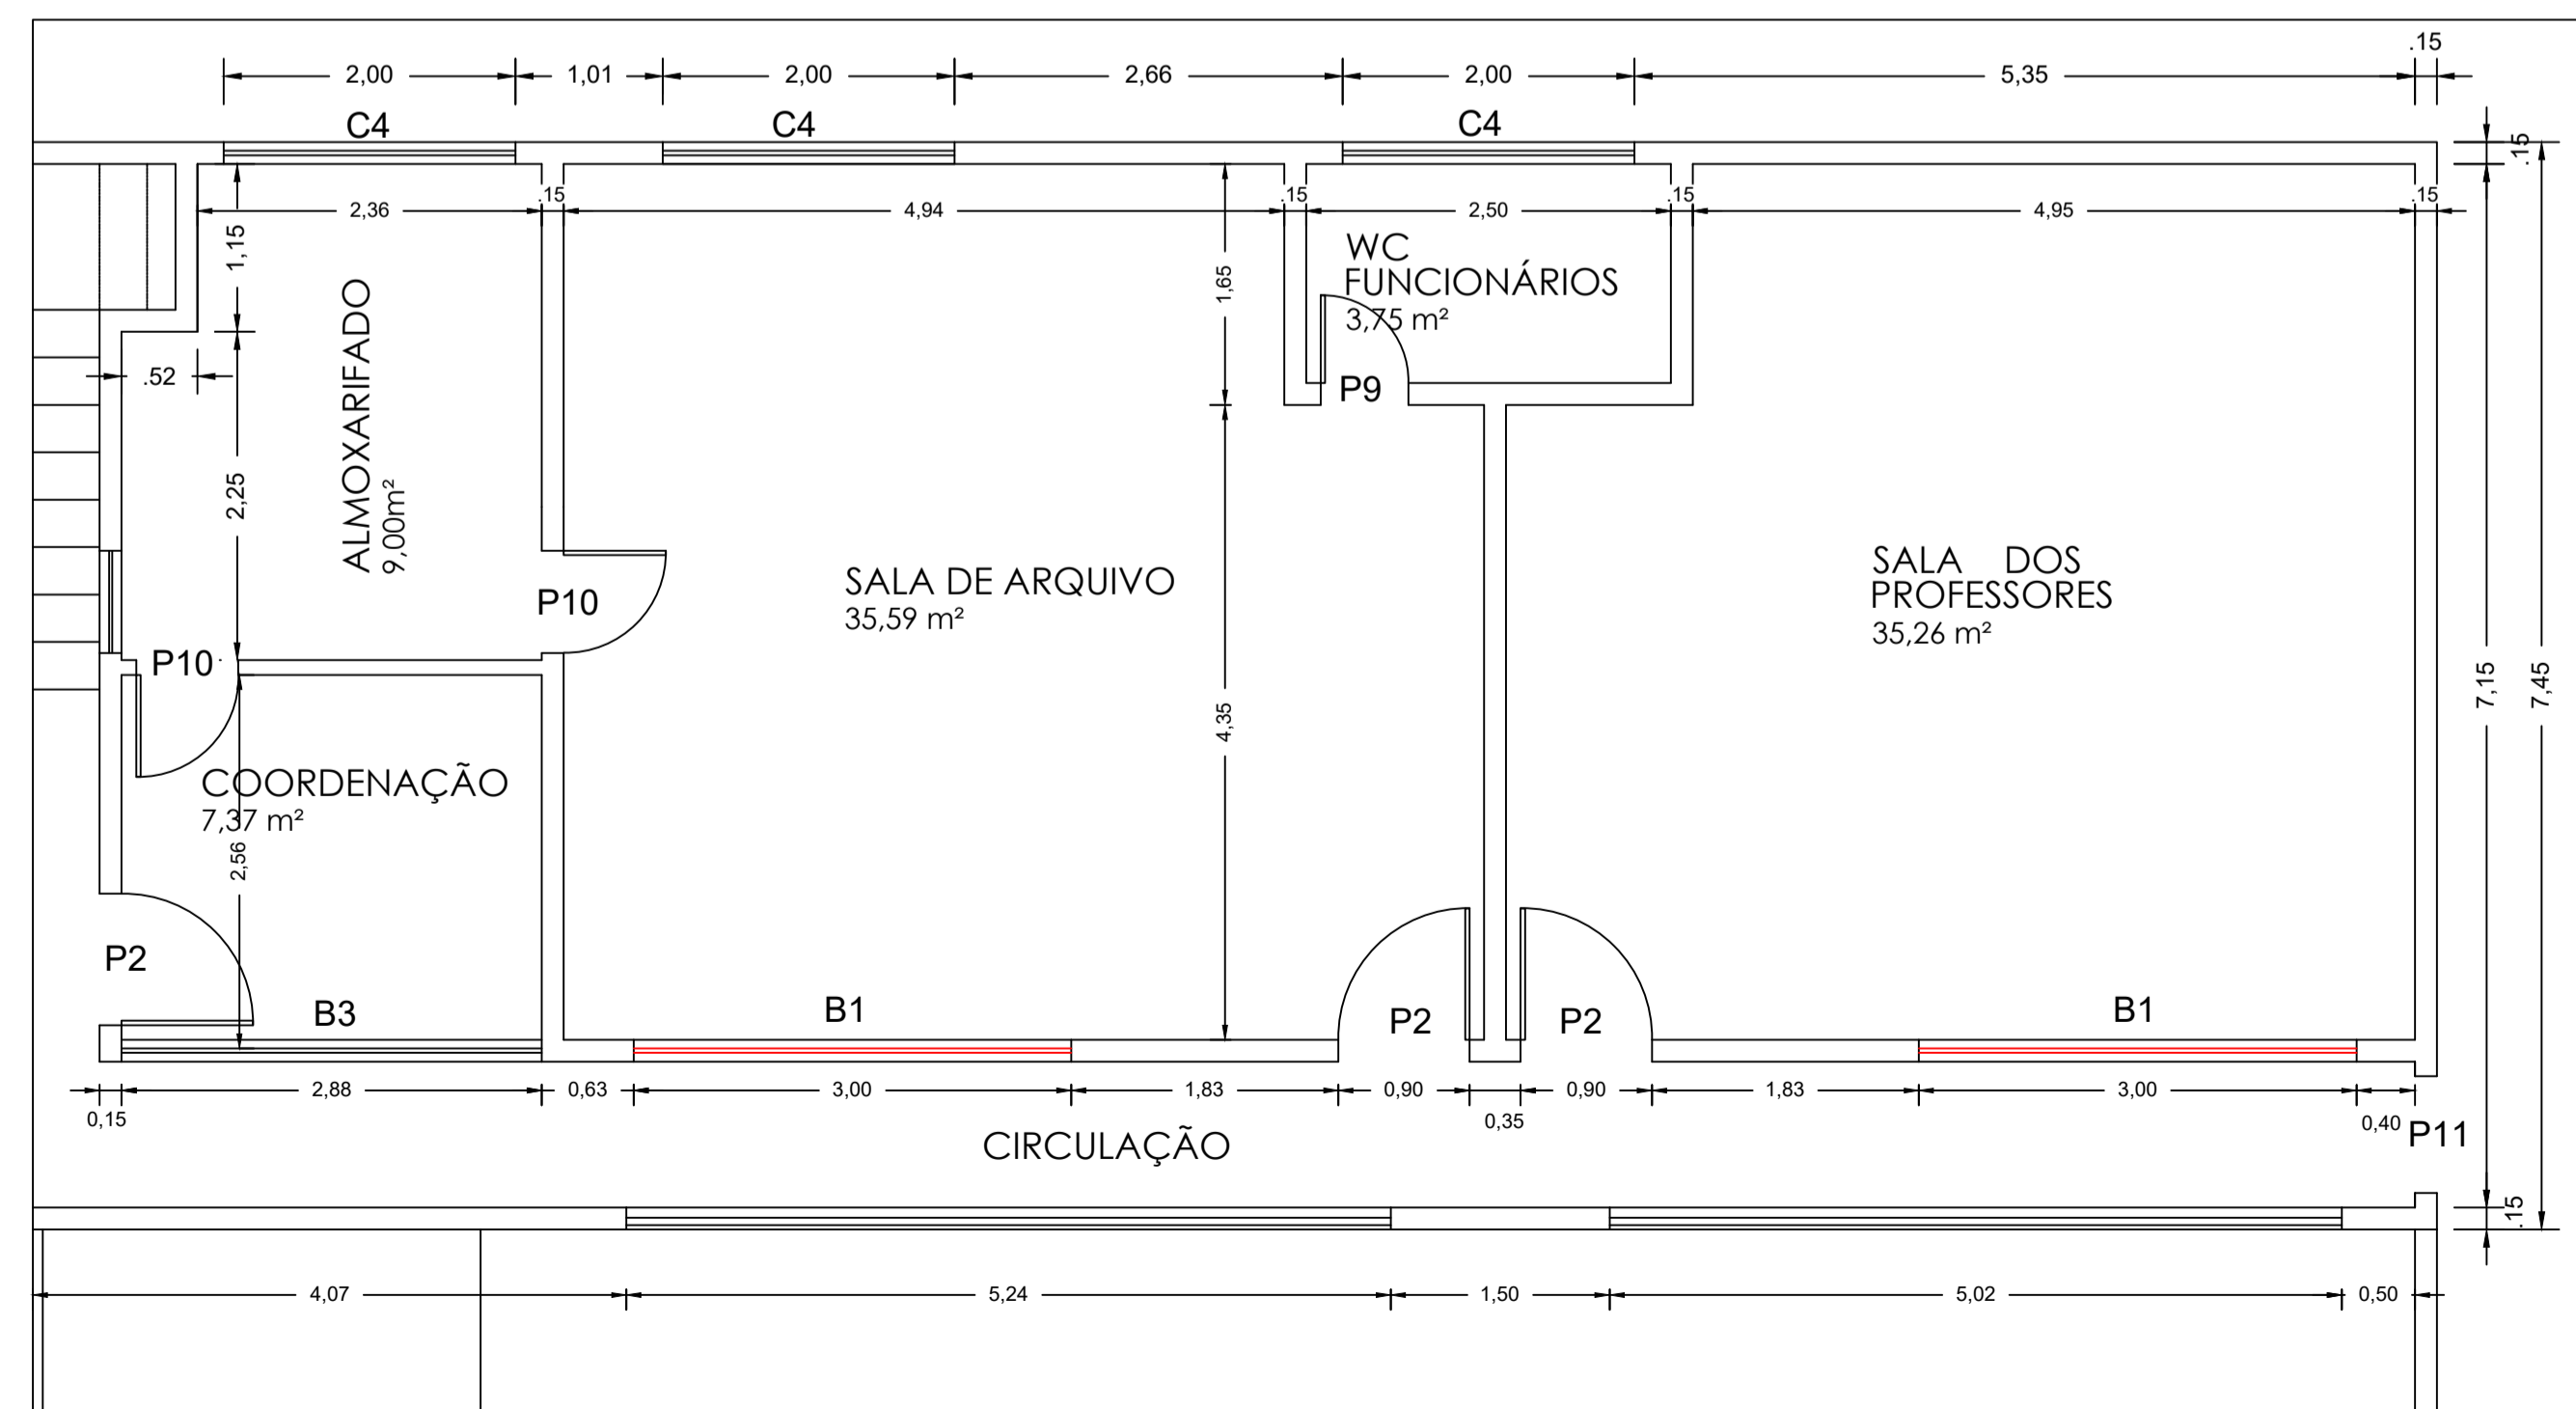 .15
2,00
1,01
2,00
2,66
2,00
5,35
C4
C4
C4
.15
2,36
.15
4,94
.15
2,50
.15
4,95
.15
1,15
1,65
WC
FUNCIONÁRIOS
3,75 m²
.52
P9
ALMOXARIFADO
9,00m²
2,25
SALA DE ARQUIVO
35,59 m²
SALA DOS
PROFESSORES
35,26 m²
P10
P10
4,35
7,15
7,45
COORDENAÇÃO
7,37 m²
2,56
P2
B3
B1
P2
P2
B1
0,15
2,88
0,63
3,00
1,83
0,90
0,35
0,90
1,83
3,00
0,40
P11
CIRCULAÇÃO
.15
4,07
5,24
1,50
5,02
0,50